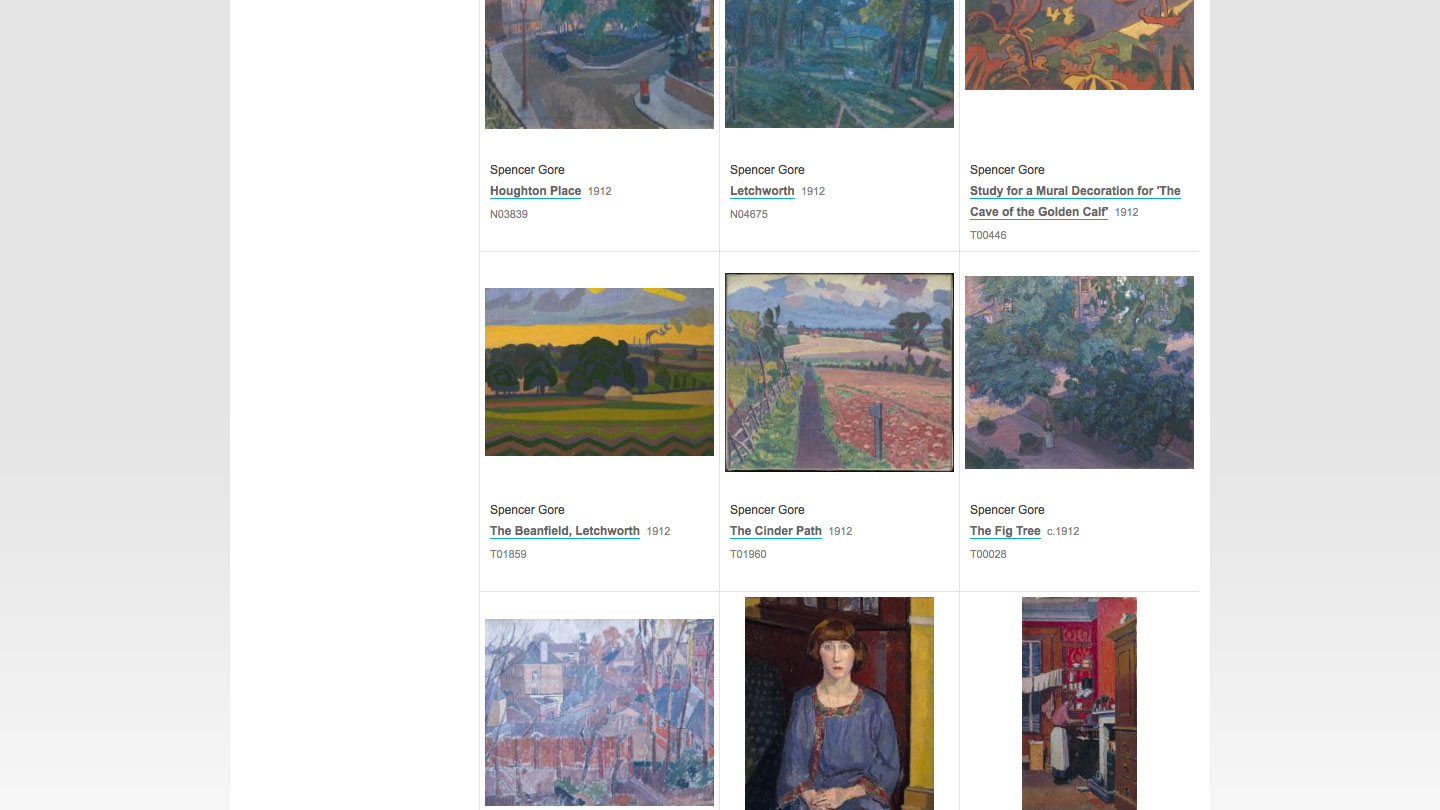 Spencer Gore
Houghton Place 1912
N03839
Spencer Gore
Letchworth 1912
N04675
Spencer Gore
Study for a Mural Decoration for 'The
Cave of the Golden Calf' 1912
T00446
Spencer Gore
The Beanfield, Letchworth 1912
T01859
Spencer Gore
The Cinder Path 1912
T01960
Spencer Gore
The Fig Tree c.1912
T00028